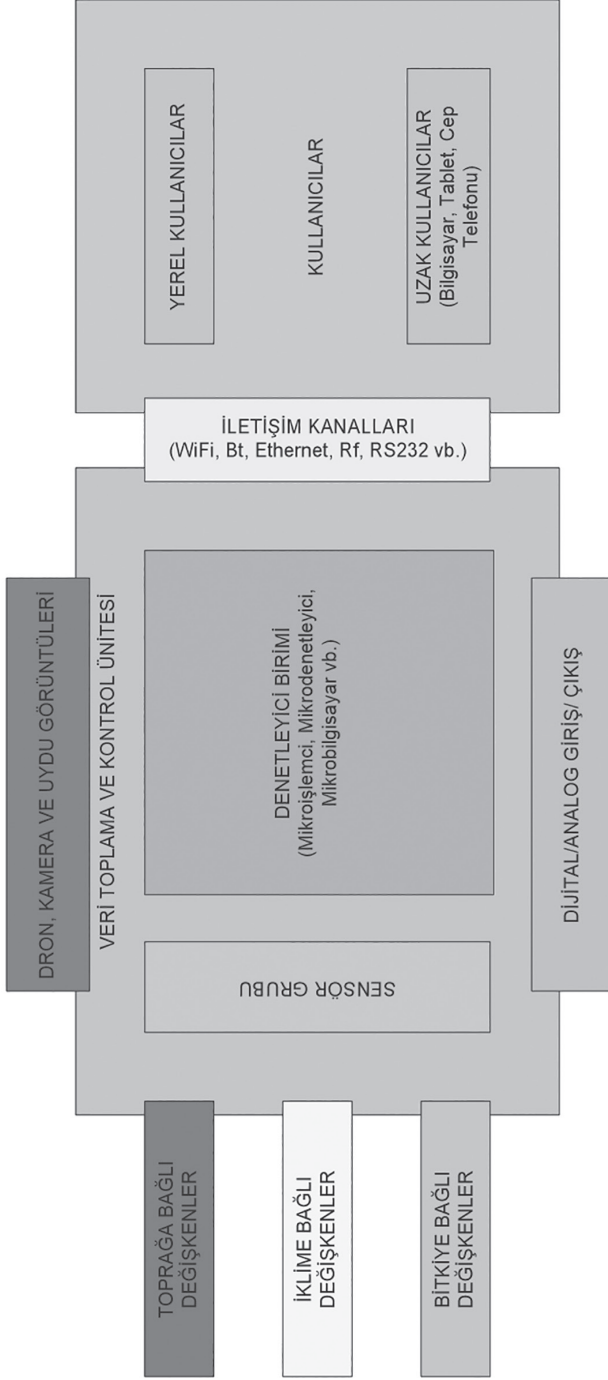 DRON, KAMERA VE UYDU GÖRÜNTÜLERİ
VERİ TOPLAMA VE KONTROL ÜNİTESİ
TOPRAĞA BAĞLI
DEĞİŞKENLER
İKLİME BAĞLI
DEĞİŞKENLER
BİTKİYE BAĞLI
DEĞİŞKENLER
SENSÖR GRUBU
DENETLEYİCİ BİRİMİ
(Mikroişlemci, Mikrodenetleyici,
Mikrobilgisayar vb.)
DİJİTAL/ANALOG GİRİŞ/ ÇIKIŞ
İLETİŞİM KANALLARI
(WiFi, Bt, Ethernet, Rf, RS232 vb.)
YEREL KULLANICILAR
KULLANICILAR
UZAK KULLANICILAR
(Bilgisayar, Tablet, Cep
Telefonu)